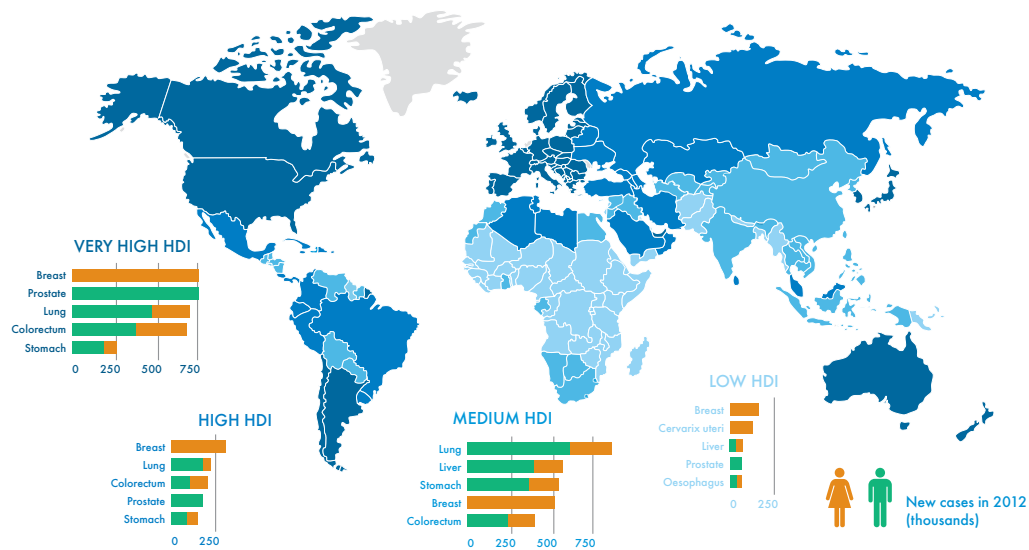 VERY HIGH HDI
Breast
Prostate
Lung
Colorectum
Stomach
0 250 500 750
HIGH HDI
Breast
Lung
Colorectum
Prostate
Stomach
0 250
MEDIUM HDI
Lung
Liver
Stomach
Breast
Colorectum
0 250 500 750
LOW HDI
Breast
Cervarix uteri
Liver
Prostate
Oesophagus
0 250
New cases in 2012
(thousands)